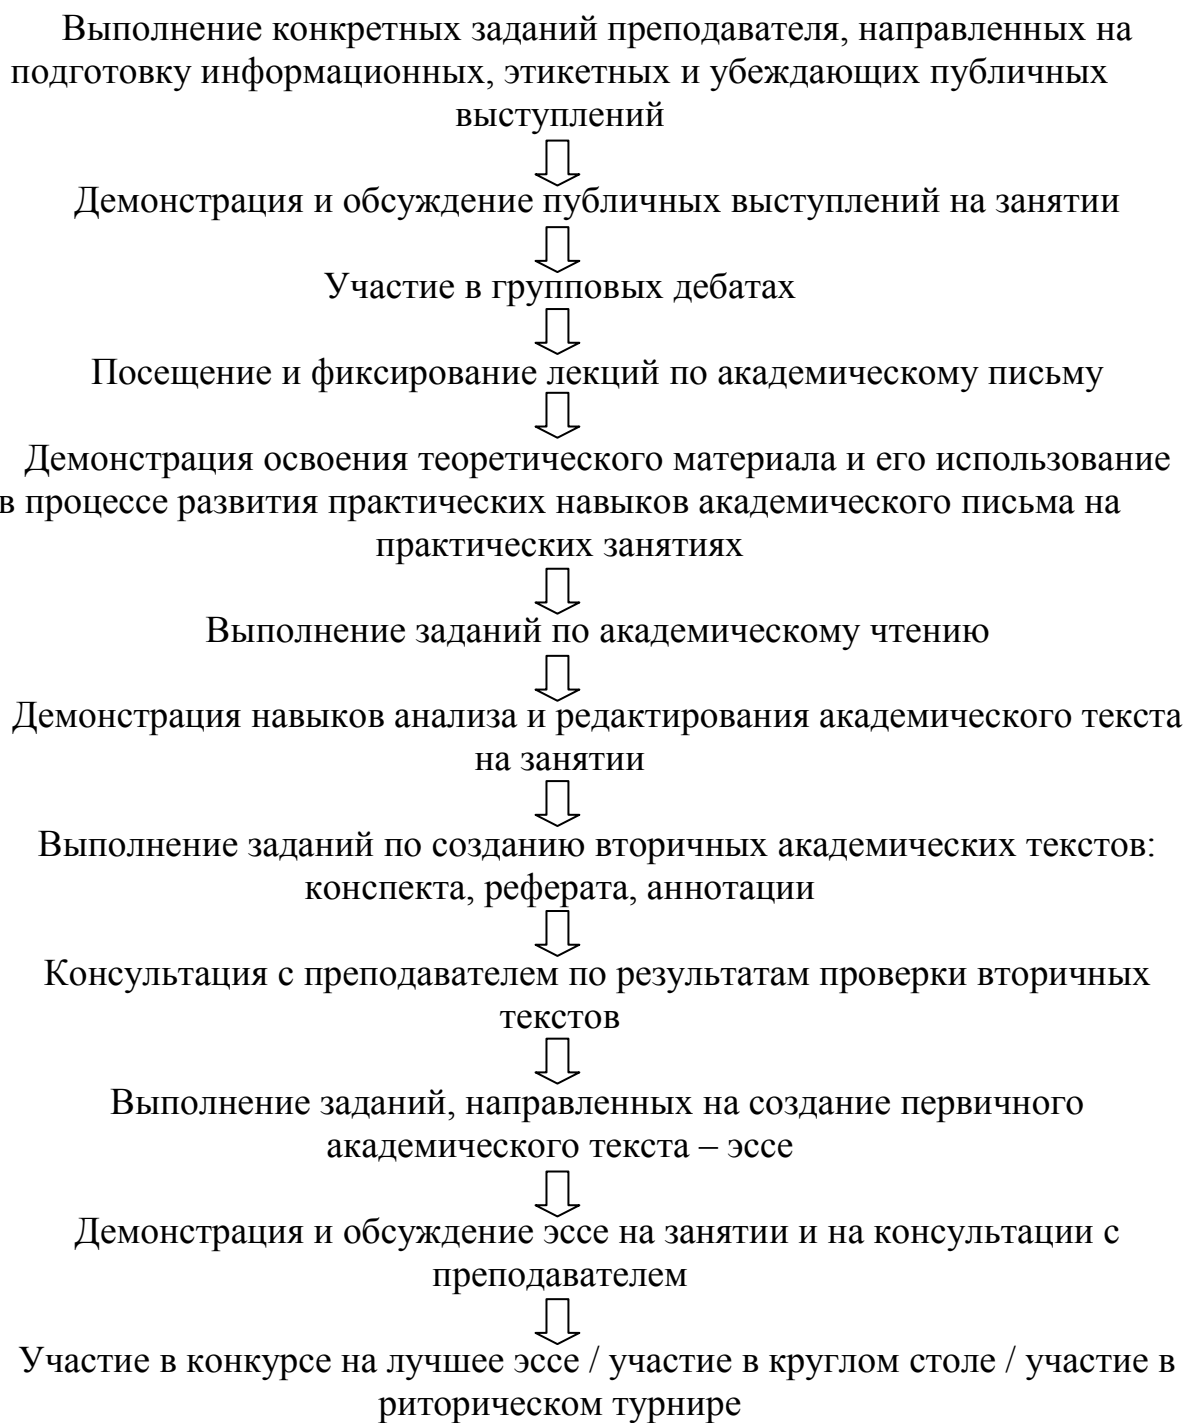 Выполнение конкретных заданий преподавателя, направленных на
подготовку информационных, этикетных и убеждающих публичных
выступлений
Демонстрация и обсуждение публичных выступлений на занятии
Участие в групповых дебатах
Посещение и фиксирование лекций по академическому письму
Демонстрация освоения теоретического материала и его использование
в процессе развития практических навыков академического письма на
практических занятиях
Выполнение заданий по академическому чтению
Демонстрация навыков анализа и редактирования академического текста
на занятии
Выполнение заданий по созданию вторичных академических текстов:
конспекта, реферата, аннотации
Консультация с преподавателем по результатам проверки вторичных
текстов
Выполнение заданий, направленных на создание первичного
академического текста – эссе
Демонстрация и обсуждение эссе на занятии и на консультации с
преподавателем
Участие в конкурсе на лучшее эссе / участие в круглом столе / участие в
риторическом турнире